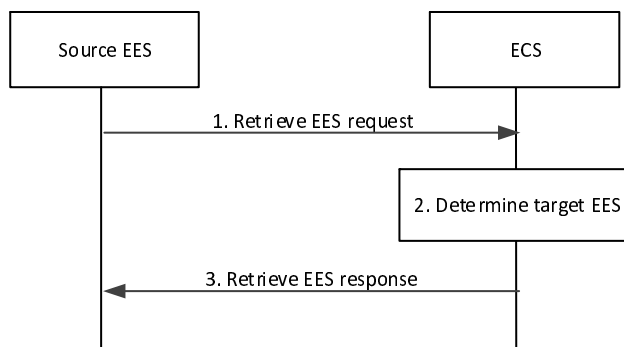 Source EES
ECS
1. Retrieve EES request
2. Determine target EES
3. Retrieve EES response